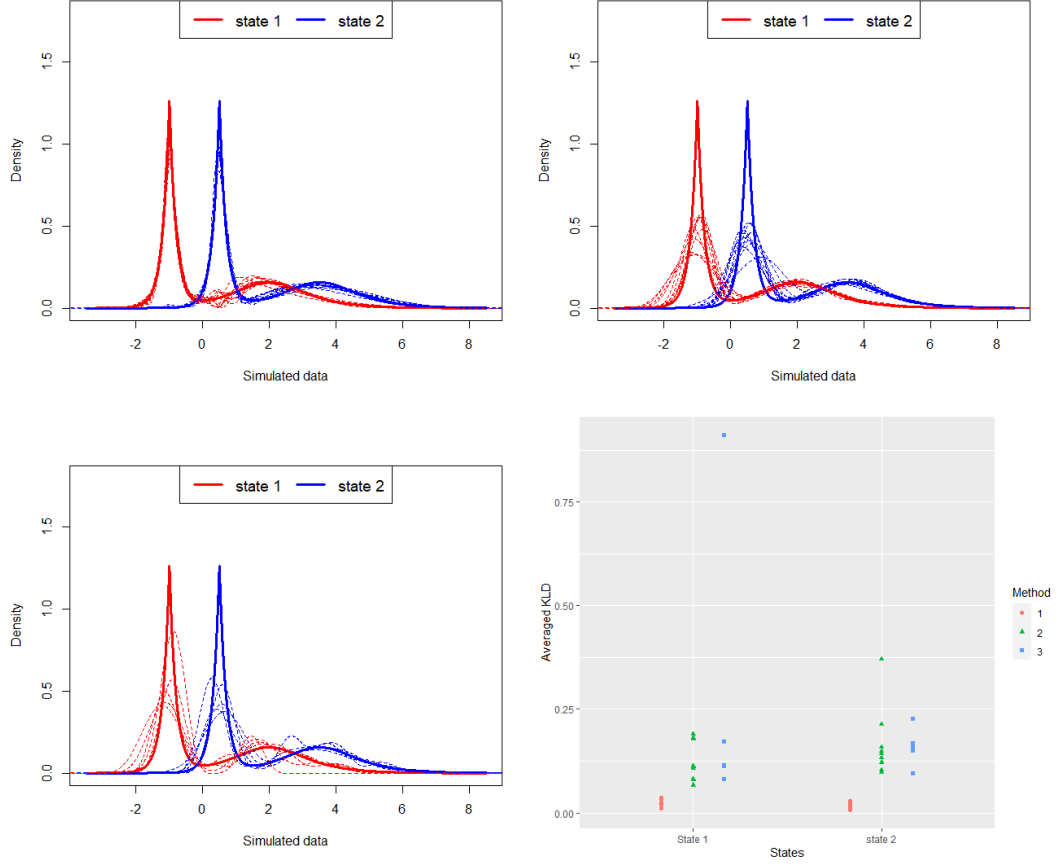 state 1 state 2
Density
1.5
1.0
0.5
0.0
-2 0 2 4 6 8
Simulated data
state 1 state 2
Density
1.5
1.0
0.5
0.0
-2 0 2 4 6 8
Simulated data
state 1 state 2
Density
1.5
1.0
0.5
0.0
-2 0 2 4 6 8
Simulated data
Averaged KLD
0.75
0.50
0.25
0.00
State 1 state 2
States
Method
1
2
3